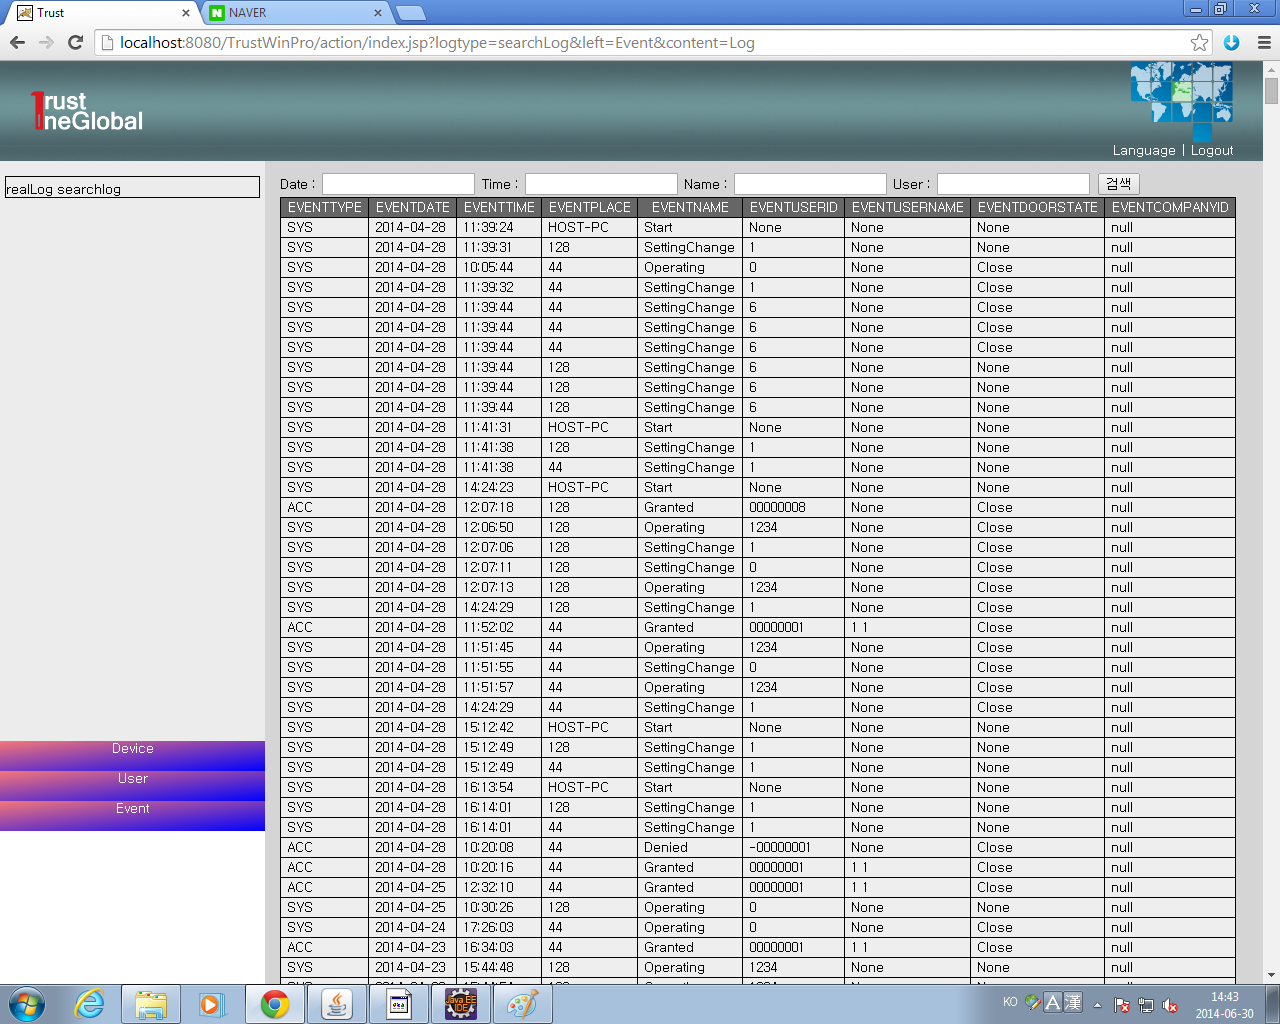 Trust
NAVER
localhost:8080/TrustWinPro/action/index.jsp?logtype=searchLog&left=Event&content=Log
Trust
OneGlobal
Language | Logout
realLog searchlog
Date : Time : Name : User : 검색
EVENTTYPE EVENTDATE EVENTTIME EVENTPLACE EVENTNAME EVENTUSERID EVENTUSERNAME EVENTDOORSTATE EVENTCOMPANYID
SYS 2014-04-28 11:39:24 HOST-PC Start None None None null
SYS 2014-04-28 11:39:31 128 SettingChange 1 None None null
SYS 2014-04-28 10:05:44 44 Operating 0 None Close null
SYS 2014-04-28 11:39:32 44 SettingChange 1 None Close null
SYS 2014-04-28 11:39:44 44 SettingChange 6 None Close null
SYS 2014-04-28 11:39:44 44 SettingChange 6 None Close null
SYS 2014-04-28 11:39:44 44 SettingChange 6 None Close null
SYS 2014-04-28 11:39:44 128 SettingChange 6 None None null
SYS 2014-04-28 11:39:44 128 SettingChange 6 None None null
SYS 2014-04-28 11:39:44 128 SettingChange 6 None None null
SYS 2014-04-28 11:41:31 HOST-PC Start None None None null
SYS 2014-04-28 11:41:38 128 SettingChange 1 None None null
SYS 2014-04-28 11:41:38 44 SettingChange 1 None None null
SYS 2014-04-28 14:24:23 HOST-PC Start None None None null
ACC 2014-04-28 12:07:18 128 Granted 00000008 None Close null
SYS 2014-04-28 12:06:50 128 Operating 1234 None Close null
SYS 2014-04-28 12:07:06 128 SettingChange 1 None Close null
SYS 2014-04-28 12:07:11 128 SettingChange 0 None Close null
SYS 2014-04-28 12:07:13 128 Operating 1234 None Close null
SYS 2014-04-28 14:24:29 128 SettingChange 1 None Close null
ACC 2014-04-28 11:52:02 44 Granted 00000001 1 1 Close null
SYS 2014-04-28 11:51:45 44 Operating 1234 None Close null
SYS 2014-04-28 11:51:55 44 SettingChange 0 None Close null
SYS 2014-04-28 11:51:57 44 Operating 1234 None Close null
SYS 2014-04-28 14:24:29 44 SettingChange 1 None Close null
SYS 2014-04-28 15:12:42 HOST-PC Start None None None null
SYS 2014-04-28 15:12:49 128 SettingChange 1 None None null
SYS 2014-04-28 15:12:49 44 SettingChange 1 None None null
SYS 2014-04-28 16:13:54 HOST-PC Start None None None null
SYS 2014-04-28 16:14:01 128 SettingChange 1 None None null
SYS 2014-04-28 16:14:01 44 SettingChange 1 None None null
ACC 2014-04-28 10:20:08 44 Denied -00000001 None Close null
ACC 2014-04-28 10:20:16 44 Granted 00000001 1 1 Close null
ACC 2014-04-25 12:32:10 44 Granted 00000001 1 1 Close null
SYS 2014-04-25 10:30:26 128 Operating 0 None None null
SYS 2014-04-24 17:26:03 44 Operating 0 None Close null
ACC 2014-04-23 16:34:03 44 Granted 00000001 1 1 Close null
SYS 2014-04-23 15:44:48 128 Operating 1234 None None null
Device
User
Event
Java EE
IDE
KO A 漢
14:43
2014-06-30